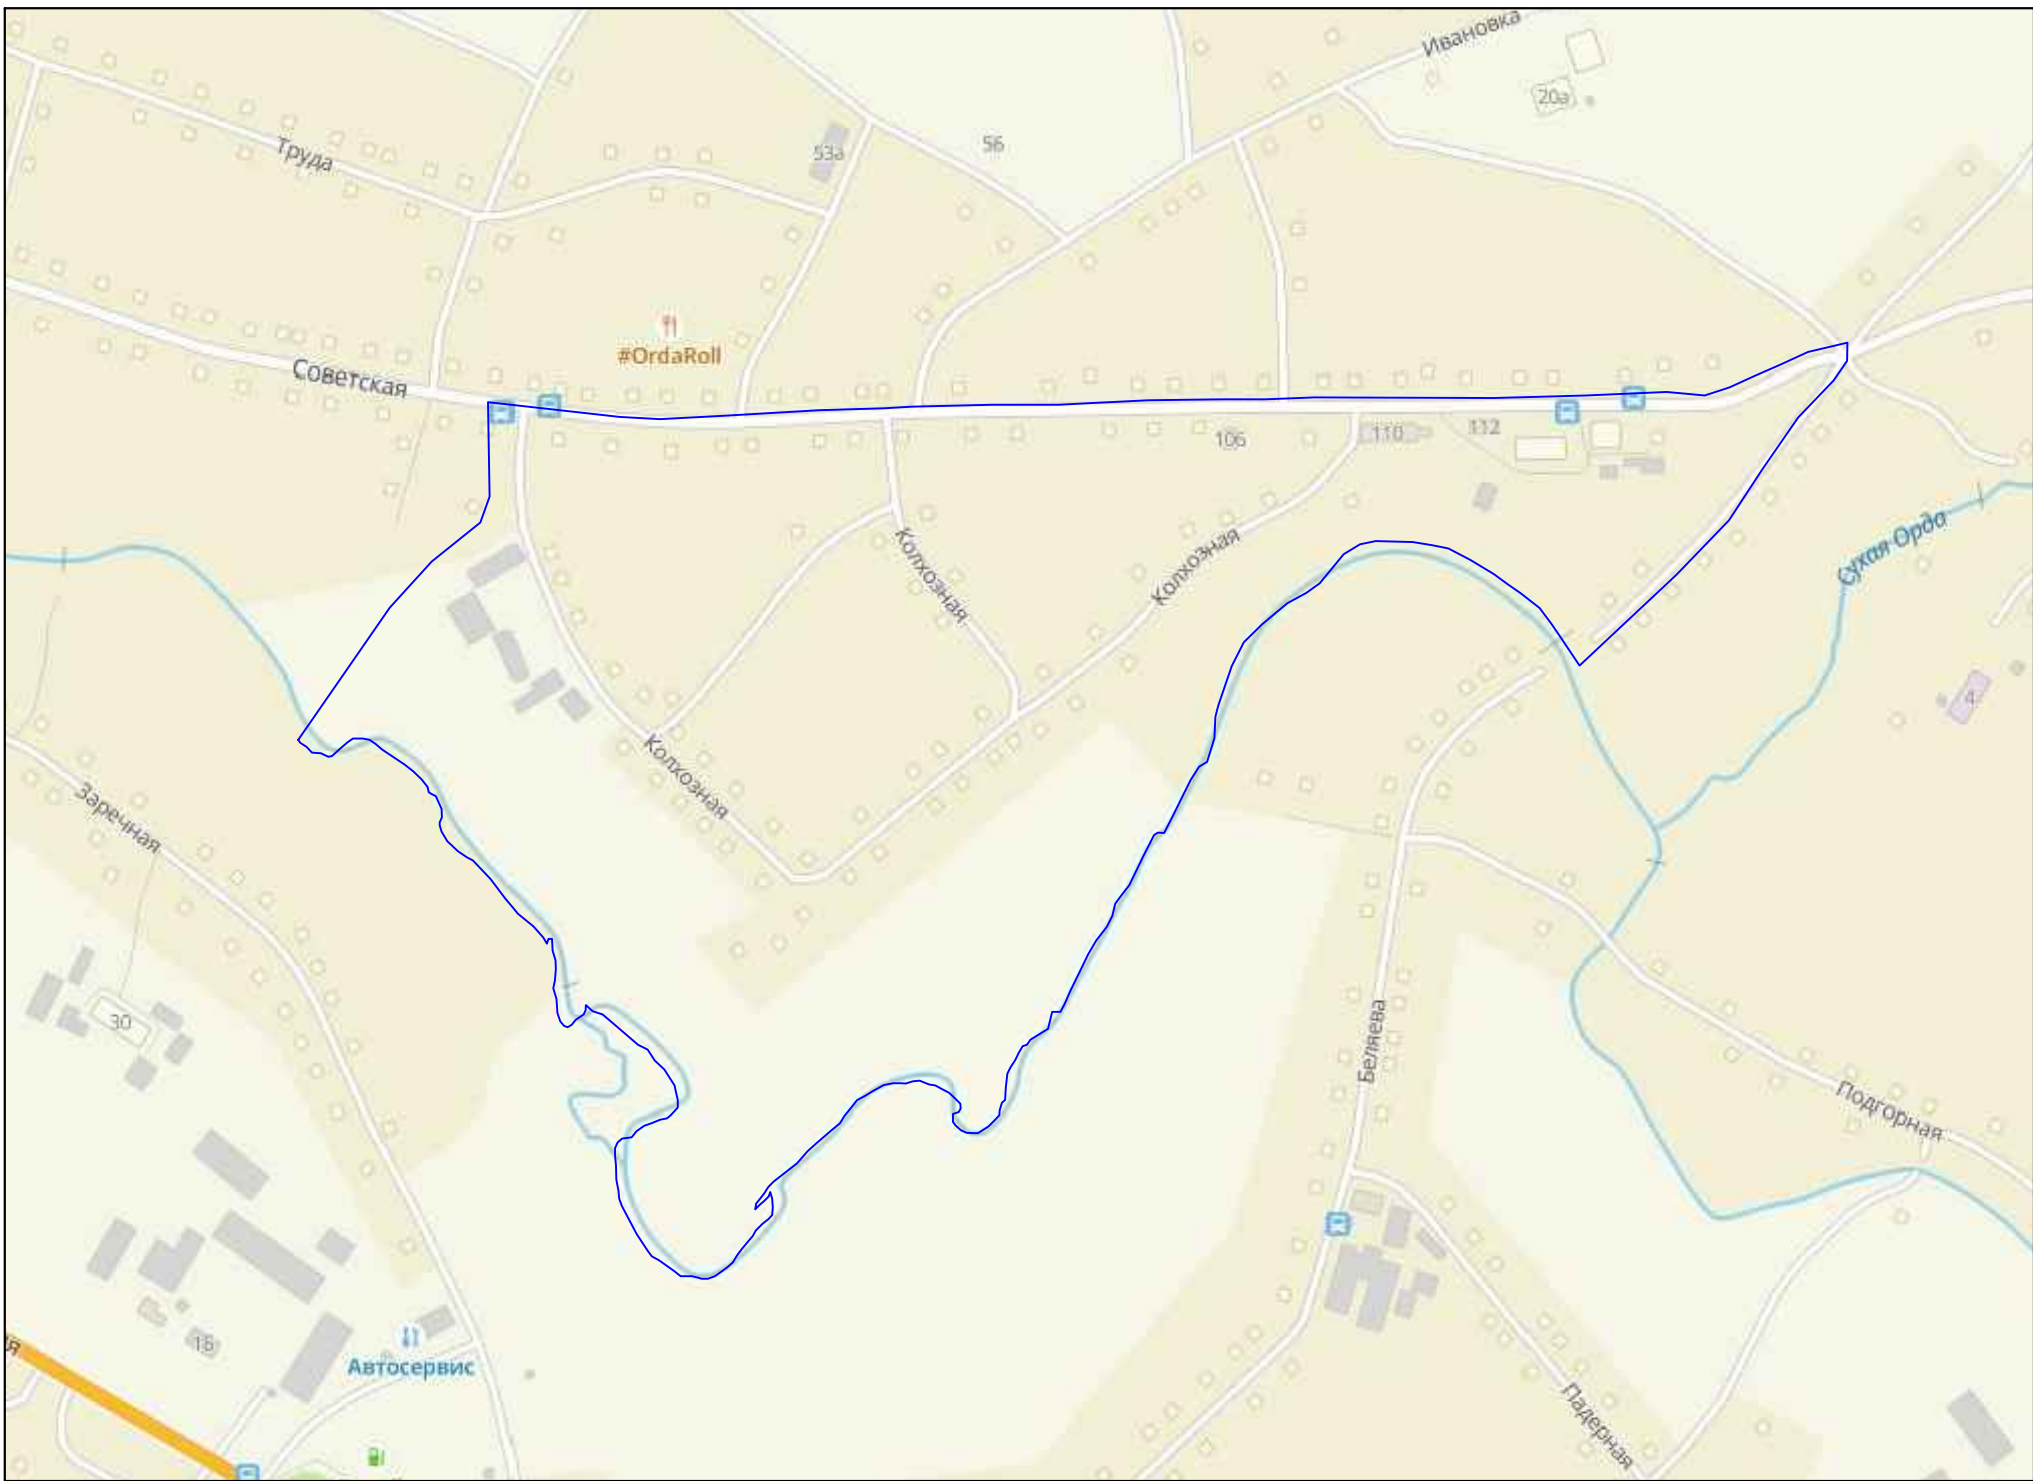 Ивановка
20а
53а
56
Труда
#OrdaRoll
Советская
106
110
112
Сухая Орда
Колхозная
Колхозная
4
Колхозная
Заречная
30
Беляева
Подгорная
Автосервис
Падерная